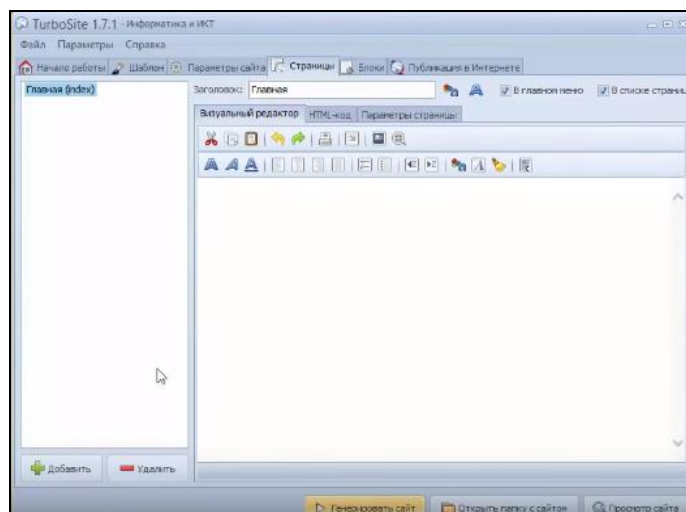 TurboSite 1.7.1 - Информатика и ИКТ
Файл Параметры Справка
Начало работы Шаблон Параметры сайта Страницы Блоки Публикация в Интернете
Главная (index)
Заголовок: Главная В главном меню В списке страниц
Визуальный редактор HTML-код Параметры страницы
Добавить Удалить
Генерировать сайт Открыть папку с сайтом Просмотр сайта